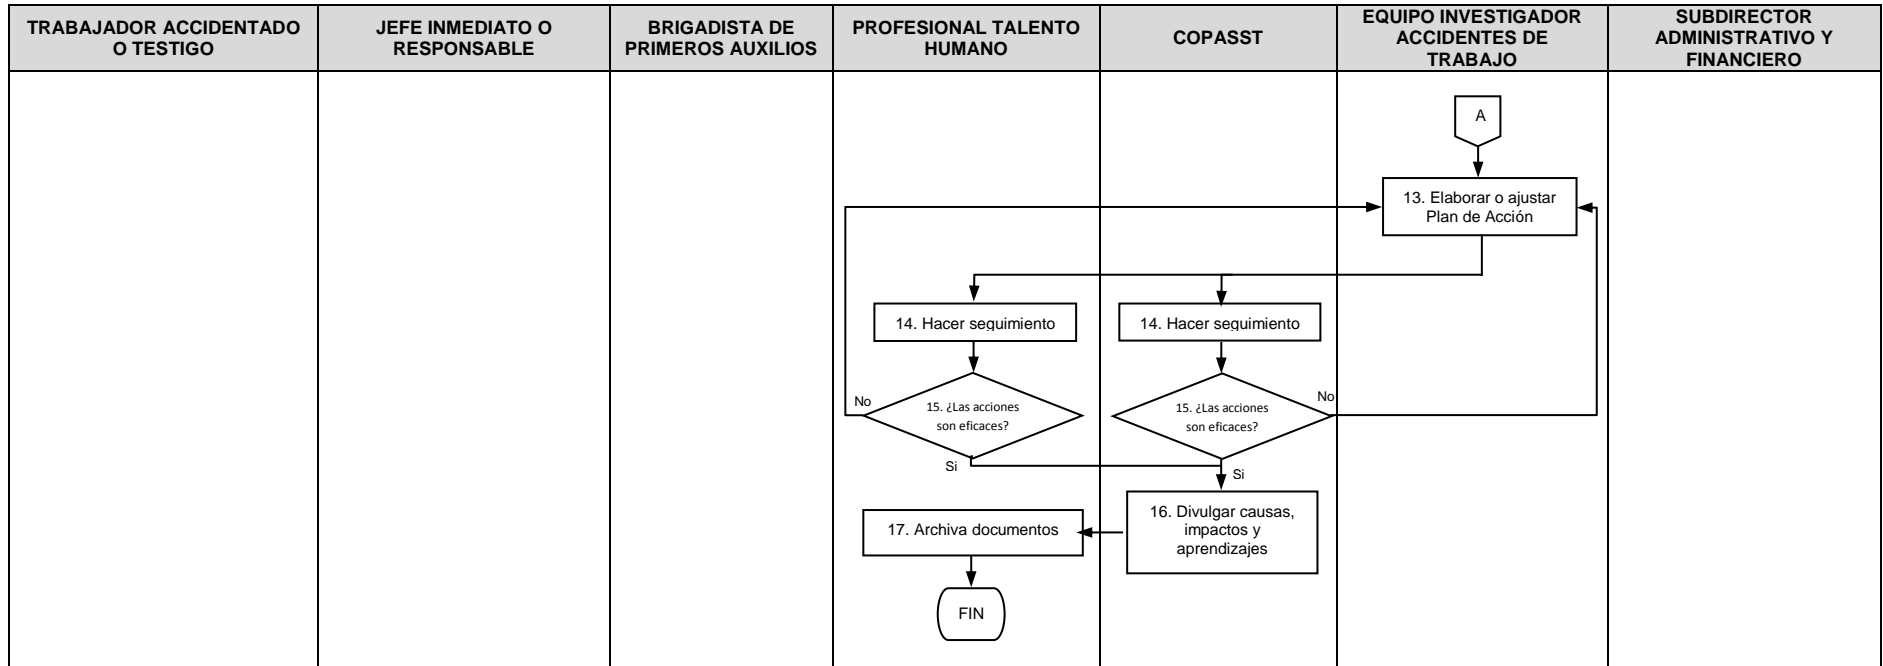 TRABAJADOR ACCIDENTADO
O TESTIGO
JEFE INMEDIATO O
RESPONSABLE
BRIGADISTA DE
PRIMEROS AUXILIOS
PROFESIONAL TALENTO
HUMANO
COPASST
EQUIPO INVESTIGADOR
ACCIDENTES DE
TRABAJO
SUBDIRECTOR
ADMINISTRATIVO Y
FINANCIERO
A
13. Elaborar o ajustar
Plan de Acción
14. Hacer seguimiento
14. Hacer seguimiento
No
15. ¿Las acciones
son eficaces?
15. ¿Las acciones
son eficaces?
No
Si
Si
17. Archiva documentos
16. Divulgar causas,
impactos y
aprendizajes
FIN